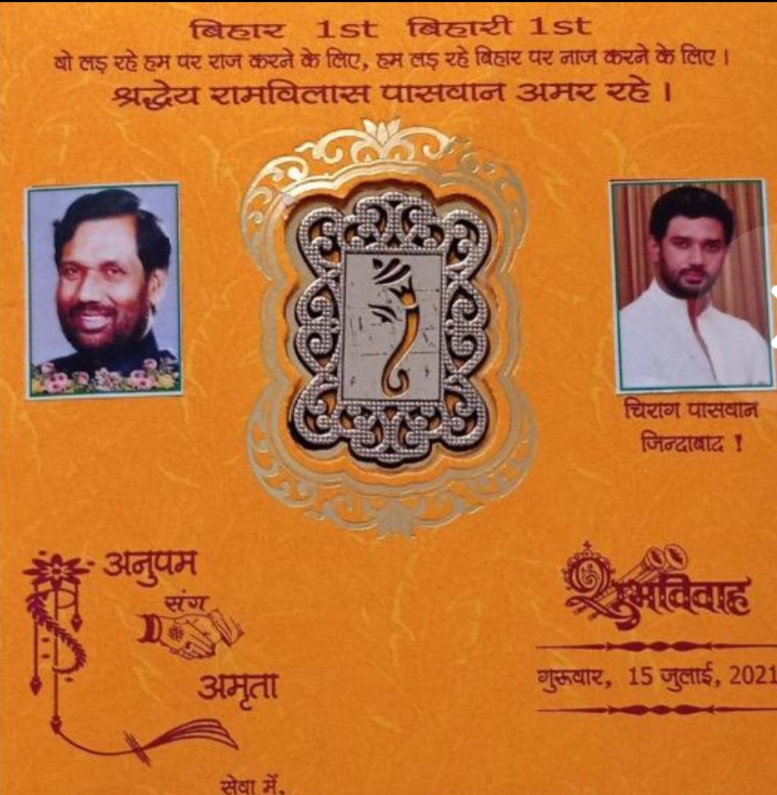 बिहार 1st बिहारी 1st
वो लड़ रहे हम पर राज करने के लिए, हम लड़ रहे बिहार पर नाज करने के लिए।
श्रद्धेय रामविलास पासवान अमर रहे।
चिराग पासवान
जिन्दाबाद !
अनुपम
संग
अमृता
शुभविवाह
गुरूवार, 15 जुलाई, 2021
सेवा में,